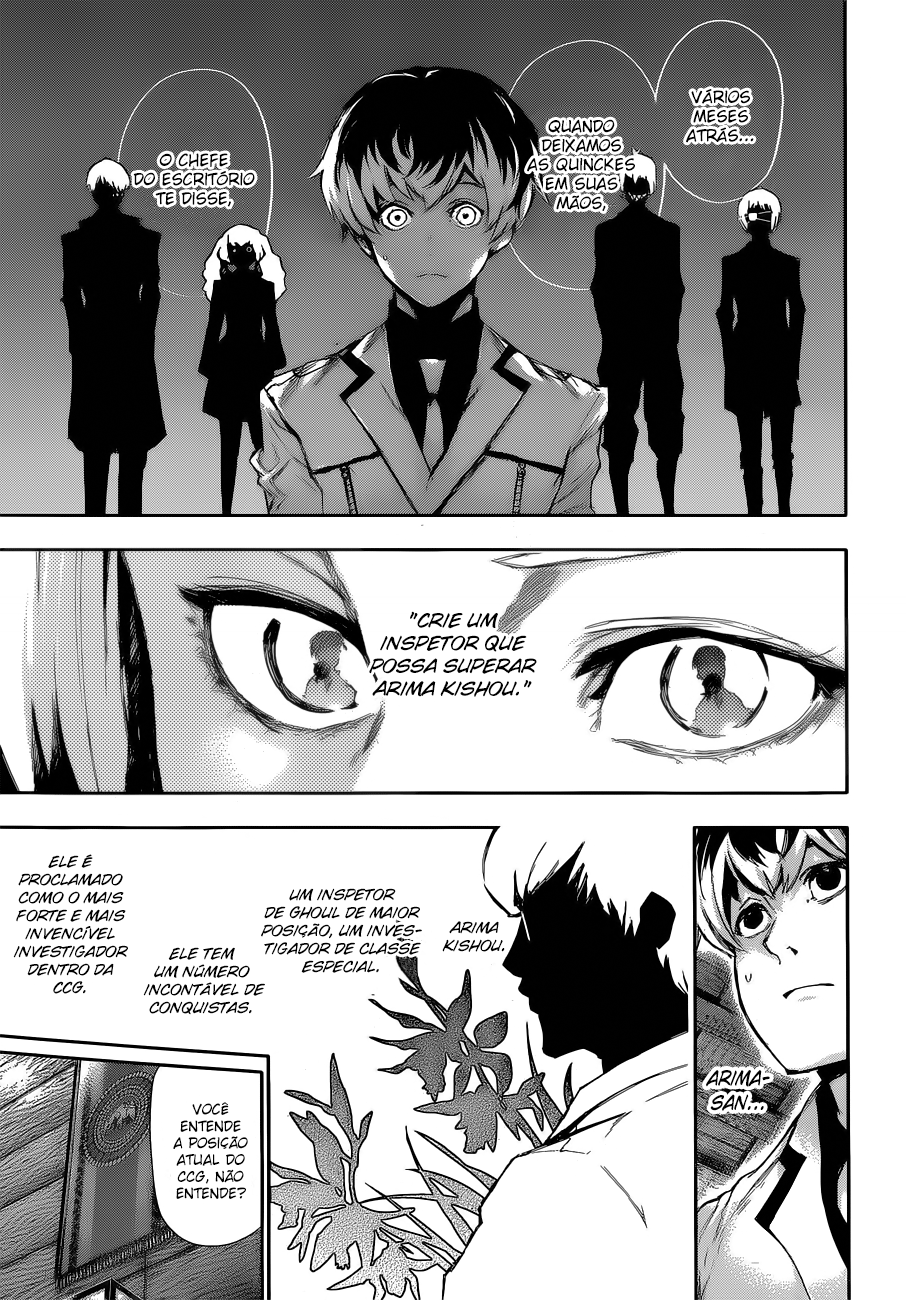 VÁRIOS
MESES
ATRÁS...
QUANDO
DEIXAMOS
AS QUINCKES
EM SUAS
MÃOS,
O CHEFE
DO ESCRITÓRIO
TE DISSE,
"CRIE UM
INSPETOR QUE
POSSA SUPERAR
ARIMA KISHOU."
ARIMA-
SAN...
ARIMA
KISHOU.
UM INSPETOR
DE GHOUL DE MAIOR
POSIÇÃO, UM INVES-
TIGADOR DE CLASSE
ESPECIAL.
ELE TEM
UM NÚMERO
INCONTÁVEL DE
CONQUISTAS.
ELE É
PROCLAMADO
COMO O MAIS
FORTE E MAIS
INVENCÍVEL
INVESTIGADOR
DENTRO DA
CCG.
VOCÊ
ENTENDE
A POSIÇÃO
ATUAL DO
CCG, NÃO
ENTENDE?